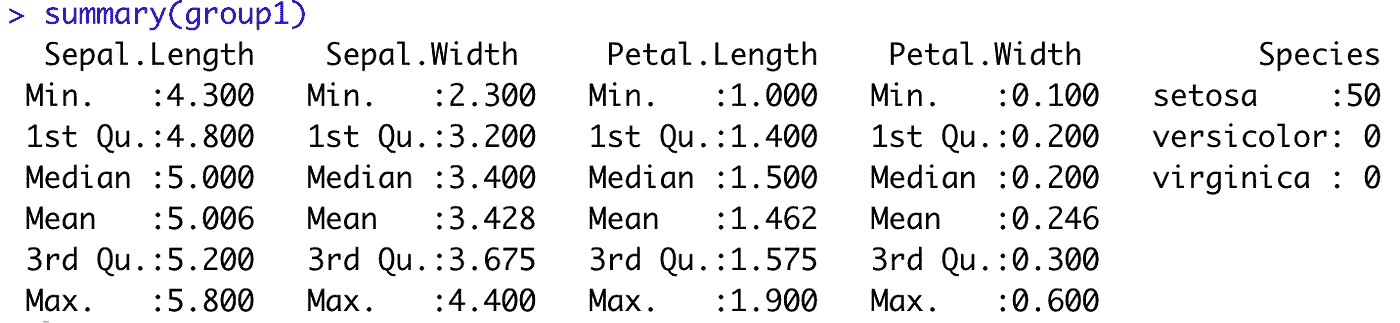 > summary(group1)
  Sepal.Length    Sepal.Width     Petal.Length    Petal.Width          Species
 Min.   :4.300   Min.   :2.300   Min.   :1.000   Min.   :0.100   setosa    :50
 1st Qu.:4.800   1st Qu.:3.200   1st Qu.:1.400   1st Qu.:0.200   versicolor: 0
 Median :5.000   Median :3.400   Median :1.500   Median :0.200   virginica : 0
 Mean   :5.006   Mean   :3.428   Mean   :1.462   Mean   :0.246
 3rd Qu.:5.200   3rd Qu.:3.675   3rd Qu.:1.575   3rd Qu.:0.300
 Max.   :5.800   Max.   :4.400   Max.   :1.900   Max.   :0.600